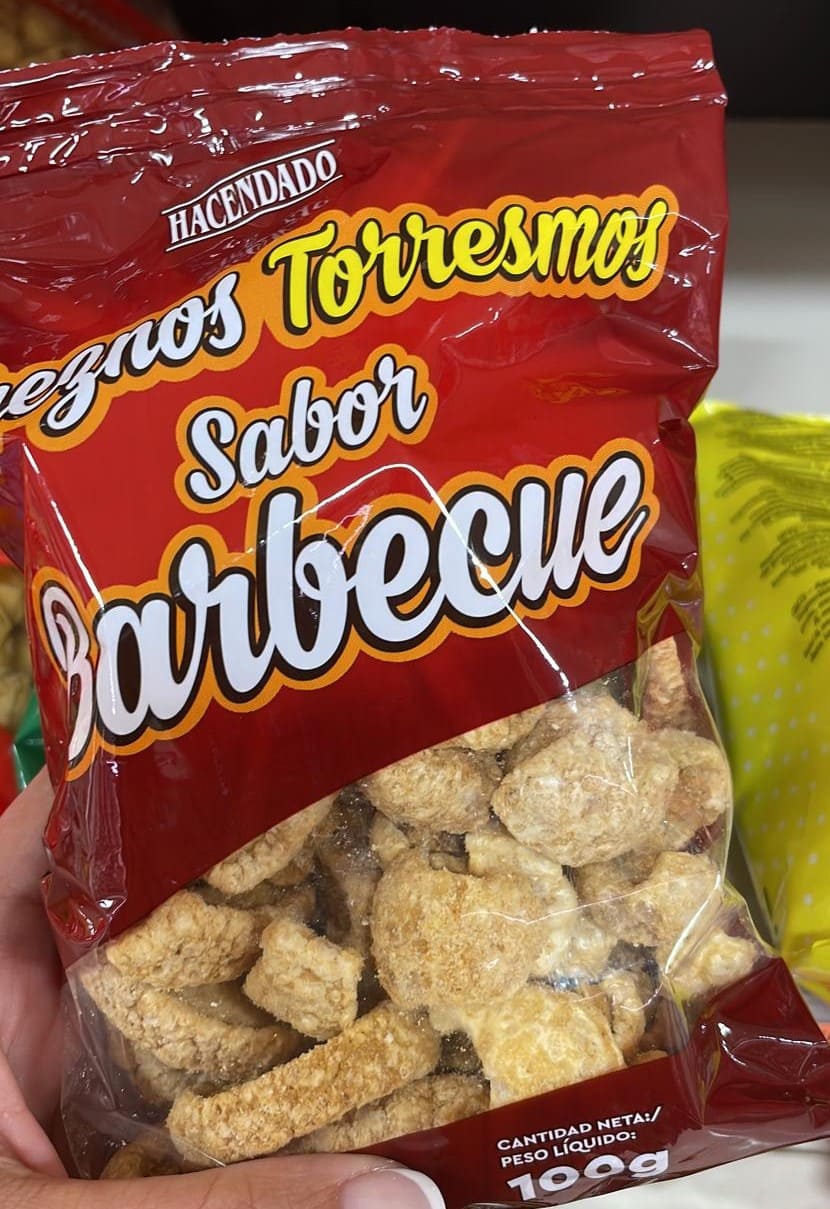 HACENDADO
Torresmos
Sabor
Barbecue
CANTIDAD NETA:/
PESO LÍQUIDO:
100g